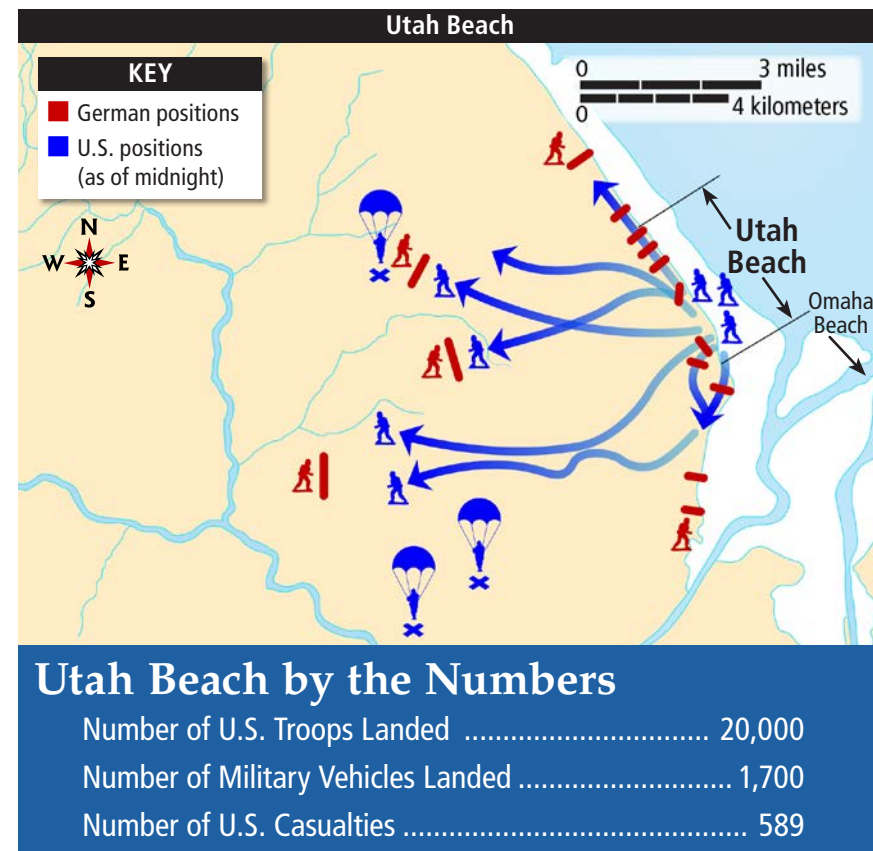 Utah Beach
KEY
German positions
U.S. positions
(as of midnight)
N
W E
S
0 3 miles
0 4 kilometers
Utah
Beach
Omaha
Beach
Utah Beach by the Numbers
Number of U.S. Troops Landed ................................ 20,000
Number of Military Vehicles Landed ............................ 1,700
Number of U.S. Casualties ............................................. 589